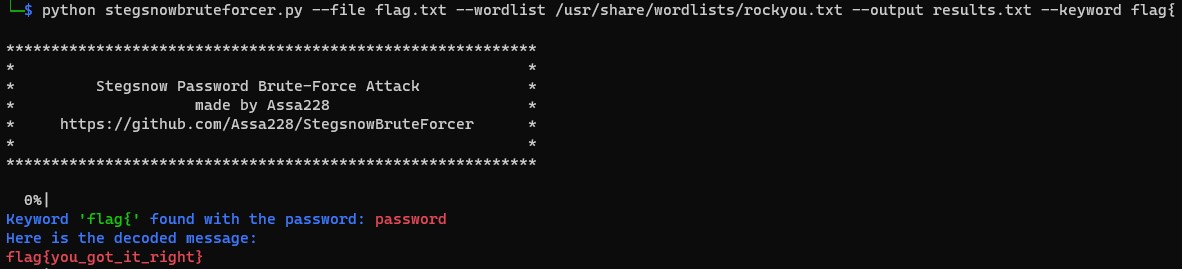 └─$ python stegsnowbruteforcer.py --file flag.txt --wordlist /usr/share/wordlists/rockyou.txt --output results.txt --keyword flag{
***********************************************************
*                                                         *
*         Stegsnow Password Brute-Force Attack            *
*                    made by Assa228                      *
*     https://github.com/Assa228/StegsnowBruteForcer      *
*                                                         *
***********************************************************
  0%|
Keyword 'flag{' found with the password: password
Here is the decoded message:
flag{you_got_it_right}